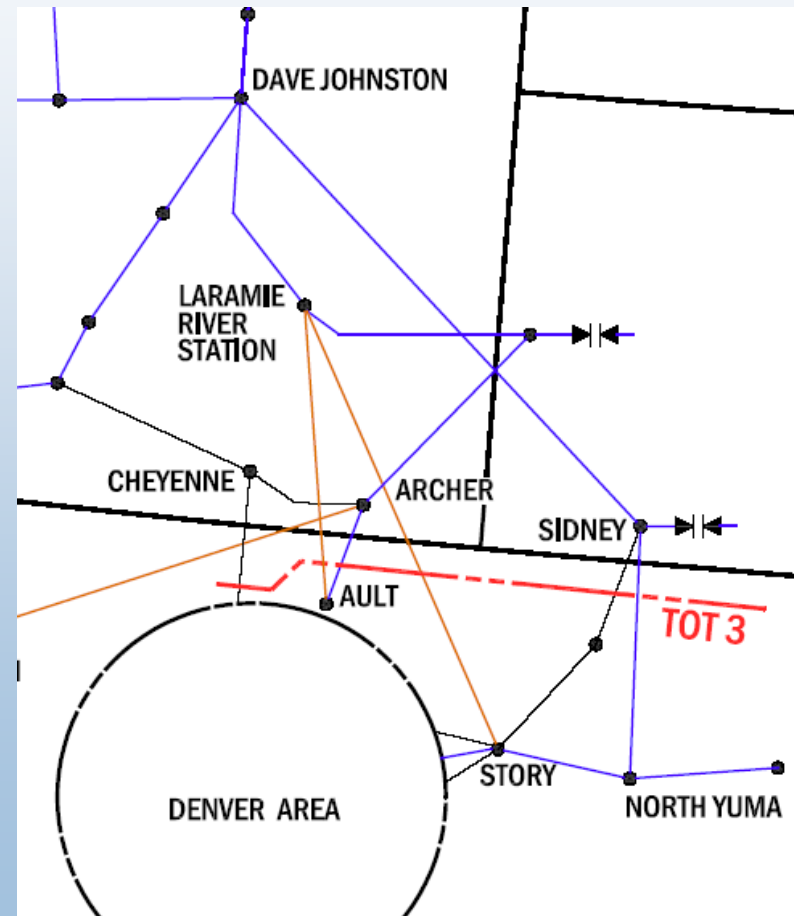 DAVE JOHNSTON
LARAMIE
RIVER
STATION
CHEYENNE
ARCHER
SIDNEY
AULT
TOT 3
STORY
DENVER AREA
NORTH YUMA